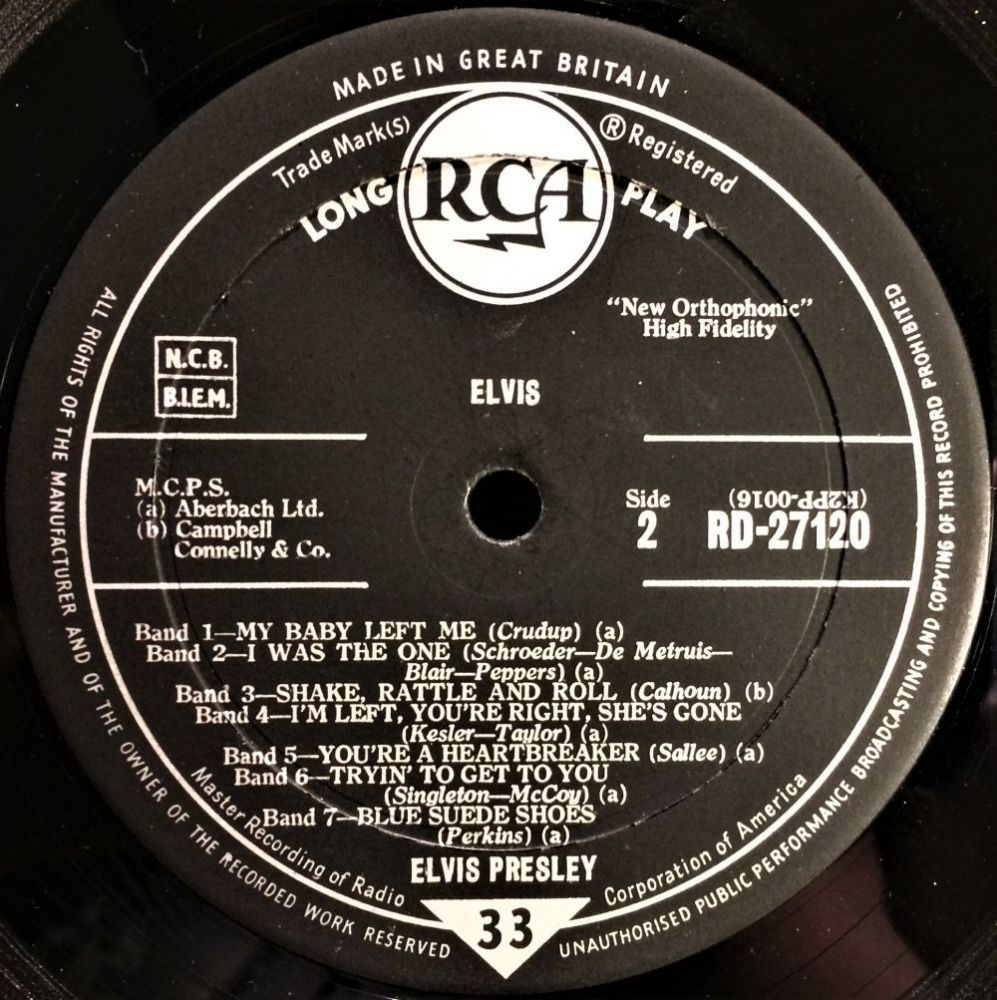 MADE IN GREAT BRITAIN
Trade Mark(s)
® Registered
LONG RCA PLAY
"New Orthophonic"
High Fidelity
N.C.B.
B.I.E.M.
ELVIS
M.C.P.S.
(a) Aberbach Ltd.
(b) Campbell
Connelly & Co.
Side
2
(K2PP-0016)
RD-27120
Band 1—MY BABY LEFT ME (Crudup) (a)
Band 2—I WAS THE ONE (Schroeder—De Metruis—
Blair—Peppers) (a)
Band 3—SHAKE, RATTLE AND ROLL (Calhoun) (b)
Band 4—I'M LEFT, YOU'RE RIGHT, SHE'S GONE
(Kesler—Taylor) (a)
Band 5—YOU'RE A HEARTBREAKER (Sallee) (a)
Band 6—TRYIN' TO GET TO YOU
(Singleton—McCoy) (a)
Band 7—BLUE SUEDE SHOES
(Perkins) (a)
ELVIS PRESLEY
Master Recording of Radio
Corporation of America
33
ALL RIGHTS OF THE MANUFACTURER AND OF THE OWNER OF THE RECORDED WORK RESERVED
UNAUTHORISED PUBLIC PERFORMANCE BROADCASTING AND COPYING OF THIS RECORD PROHIBITED